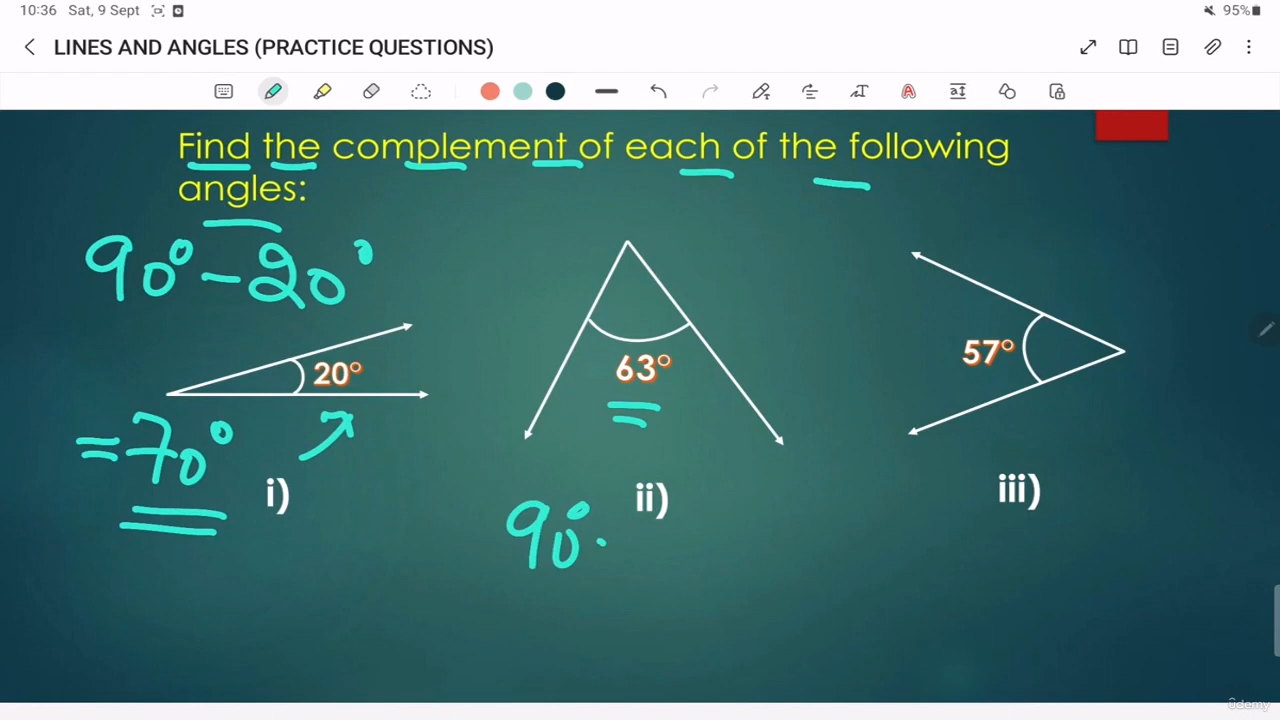 10:36 Sat, 9 Sept
95%
LINES AND ANGLES (PRACTICE QUESTIONS)
Find the complement of each of the following
angles:
90° - 20°
20°
= 70°
i)
63°
ii)
90°
57°
iii)
Udemy